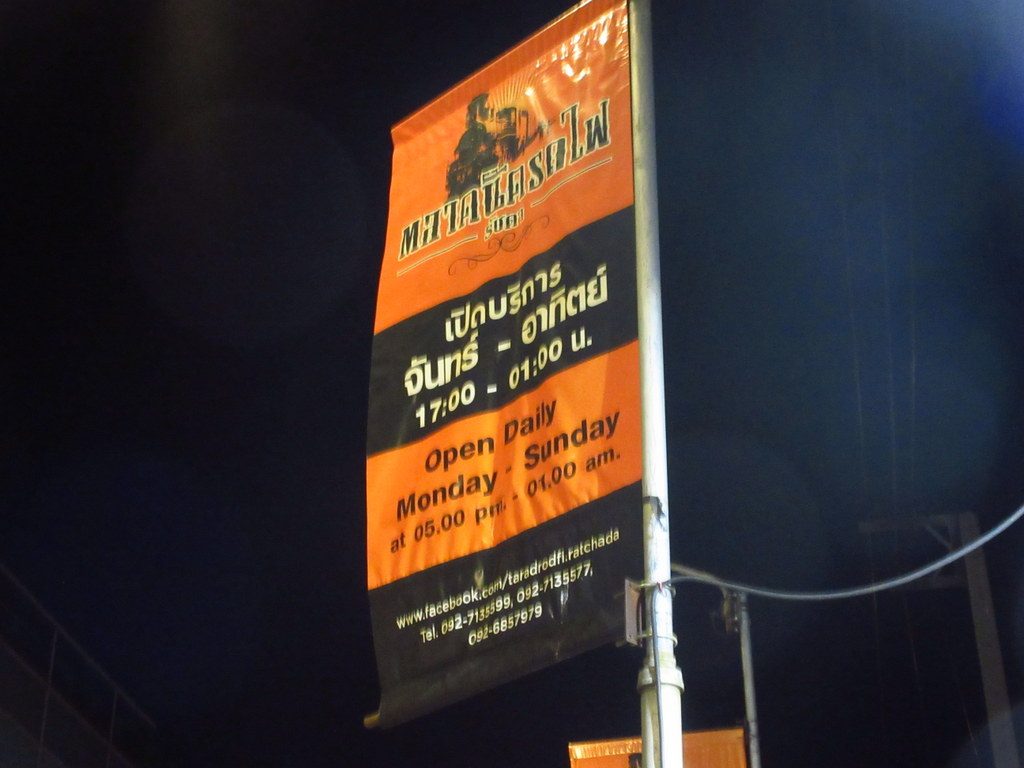 ตลาดนัดรถไฟ
รัชดา
เปิดบริการ
จันทร์ - อาทิตย์
17:00 - 01:00 น.
Open Daily
Monday - Sunday
at 05.00 pm. - 01.00 am.
www.facebook.com/taradrodfi.ratchada
Tel. 092-7135599, 092-7135577,
092-6857979